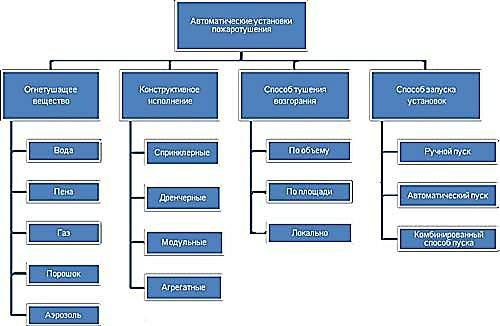 Автоматические установки
пожаротушения
Огнетушащее
вещество
Вода
Пена
Газ
Порошок
Аэрозоль
Конструктивное
исполнение
Спринклерные
Дренчерные
Модульные
Агрегатные
Способ тушения
возгорания
По объему
По площади
Локально
Способ запуска
установок
Ручной пуск
Автоматический пуск
Комбинированный
способ пуска